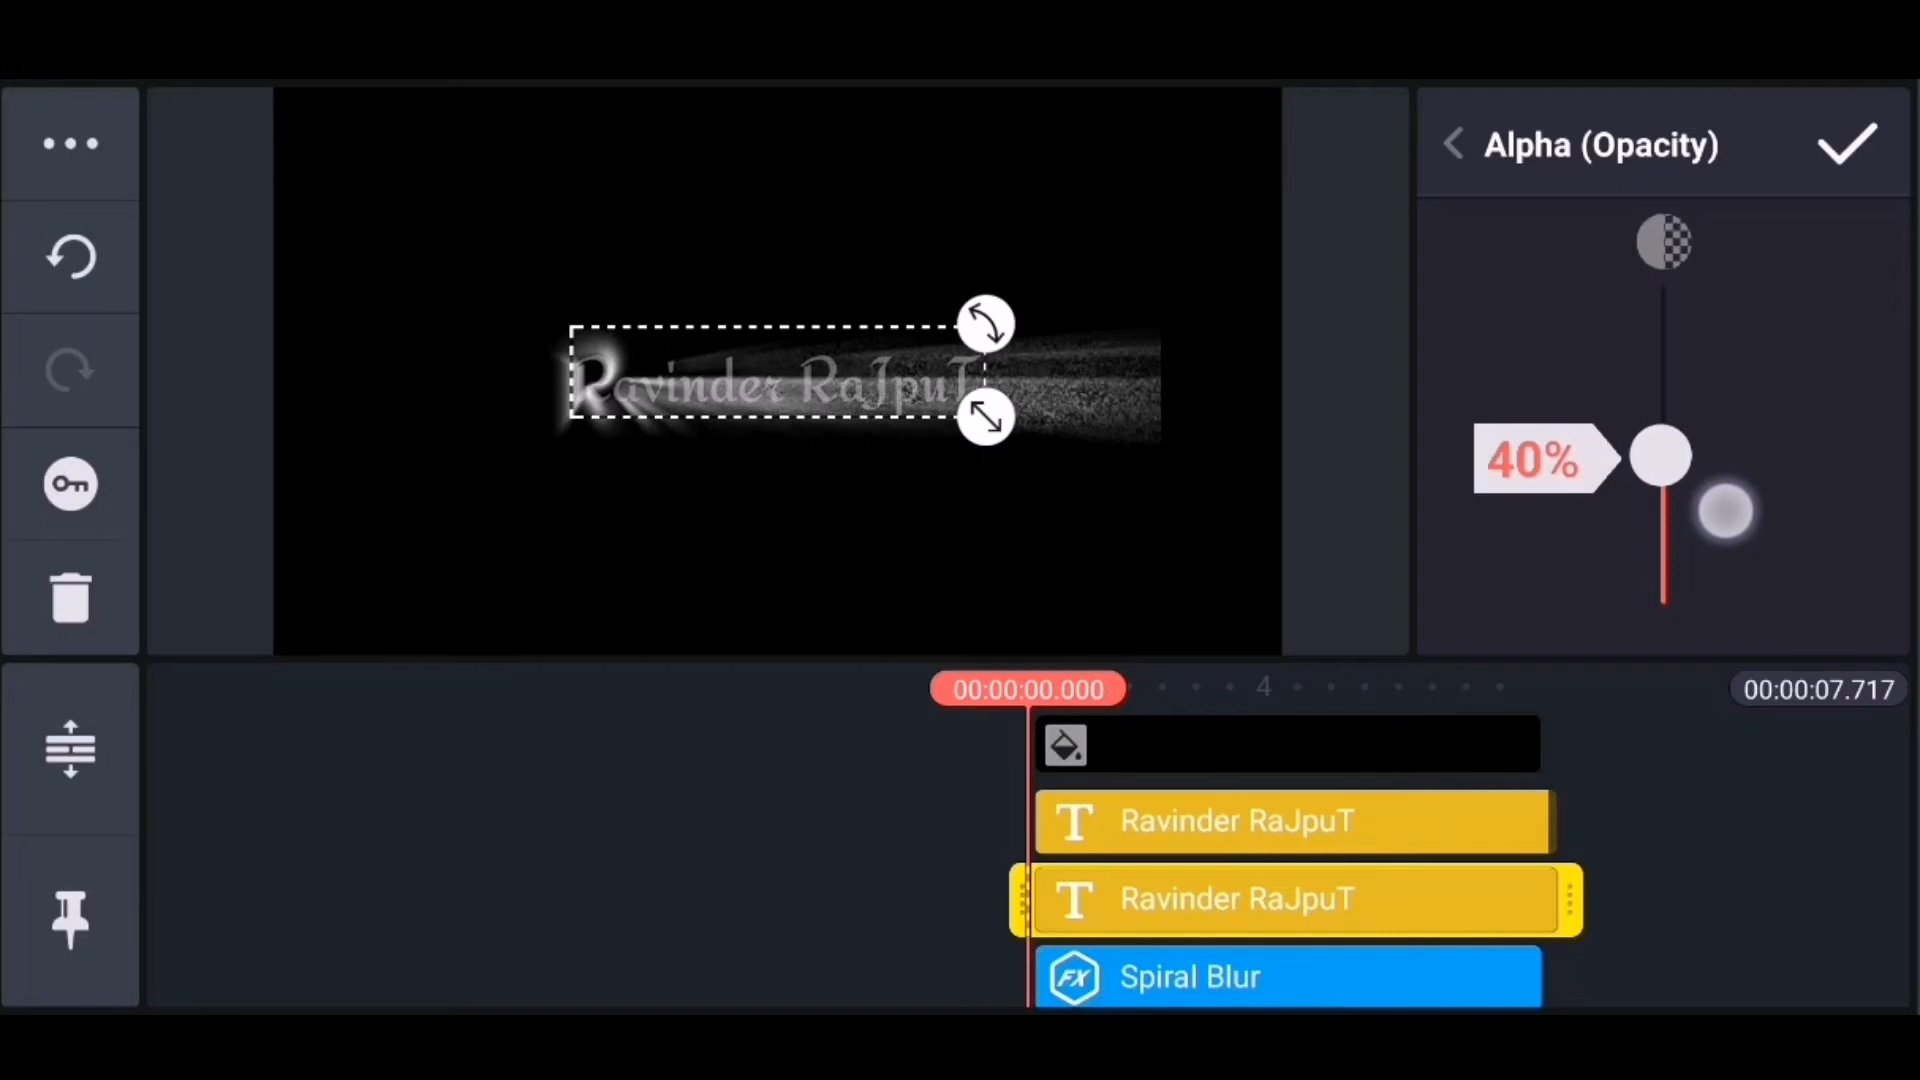 Alpha (Opacity)
Ravinder RaJpuT
40%
00:00:00.000
4
00:00:07.717
T Ravinder RaJpuT
T Ravinder RaJpuT
FX Spiral Blur